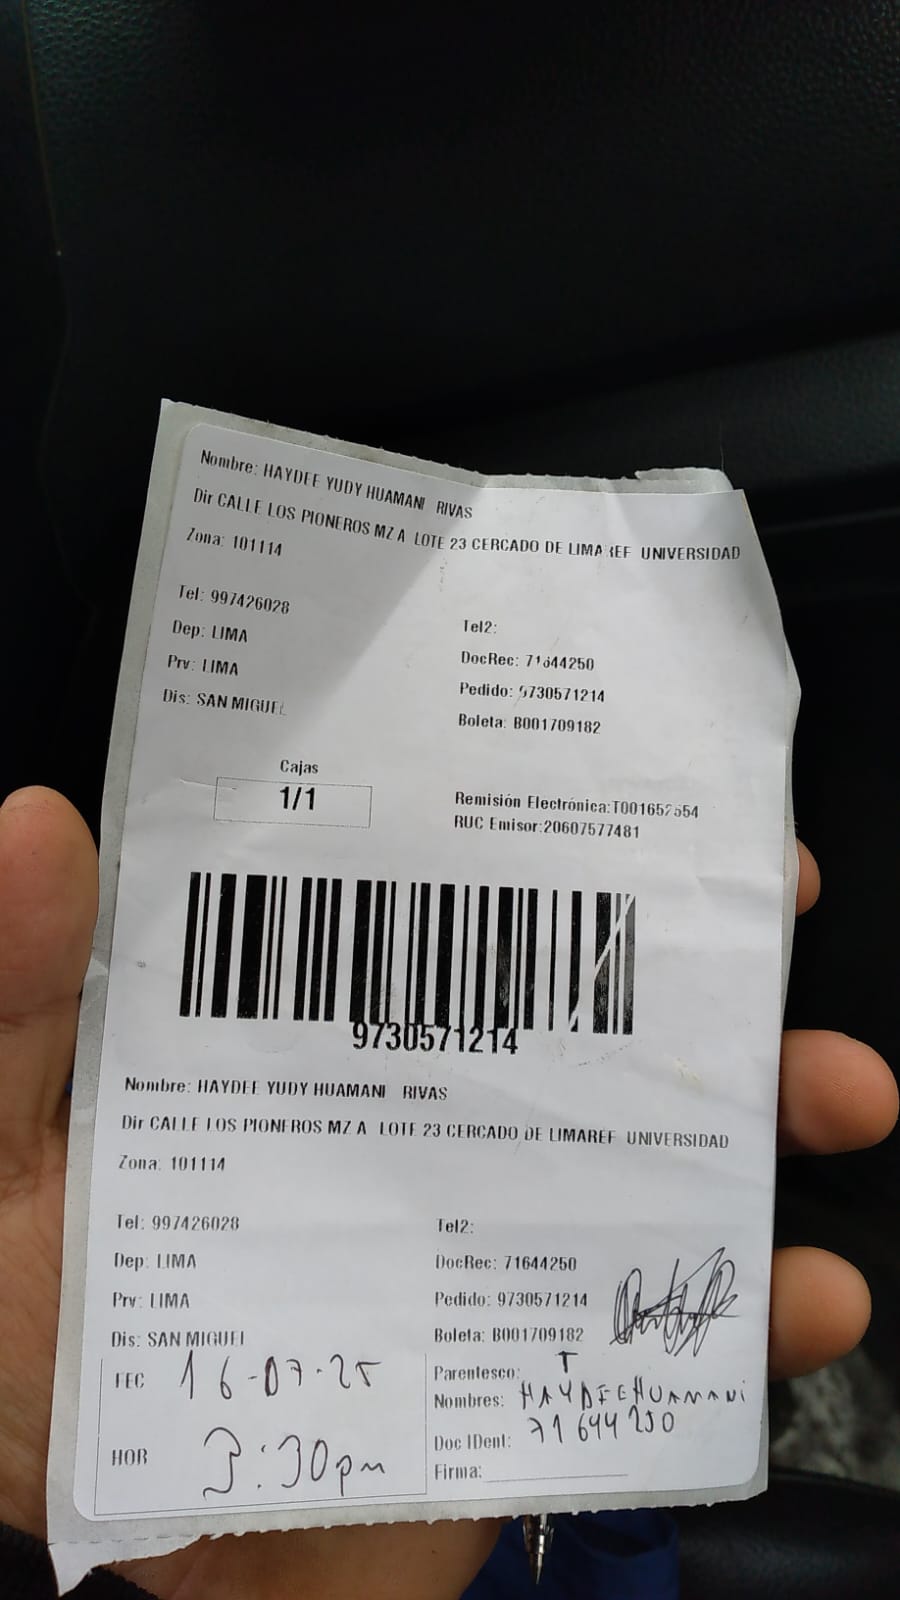 Nombre: HAYDEE YUDY HUAMANI RIVAS
Dir CALLE LOS PIONEROS MZ A LOTE 23 CERCADO DE LIMA REF UNIVERSIDAD
Zona: 101114
Tel: 997426028
Tel2:
Dep: LIMA
DocRec: 71644250
Prv: LIMA
Pedido: 9730571214
Dis: SAN MIGUEL
Boleta: B001709182
Cajas
1/1
Remisión Electrónica:T001652554
RUC Emisor:20607577481
9730571214
Nombre: HAYDEE YUDY HUAMANI RIVAS
Dir CALLE LOS PIONEROS MZ A LOTE 23 CERCADO DE LIMAREF UNIVERSIDAD
Zona: 101114
Tel: 997426028
Tel2:
Dep: LIMA
DocRec: 71644250
Prv: LIMA
Pedido: 9730571214
Dis: SAN MIGUEL
Boleta: B001709182
FEC 16-07-25
Parentesco: T
Nombres: HAYDEE HUAMANI
HOR 3:30pm
Doc IDent: 71644250
Firma: